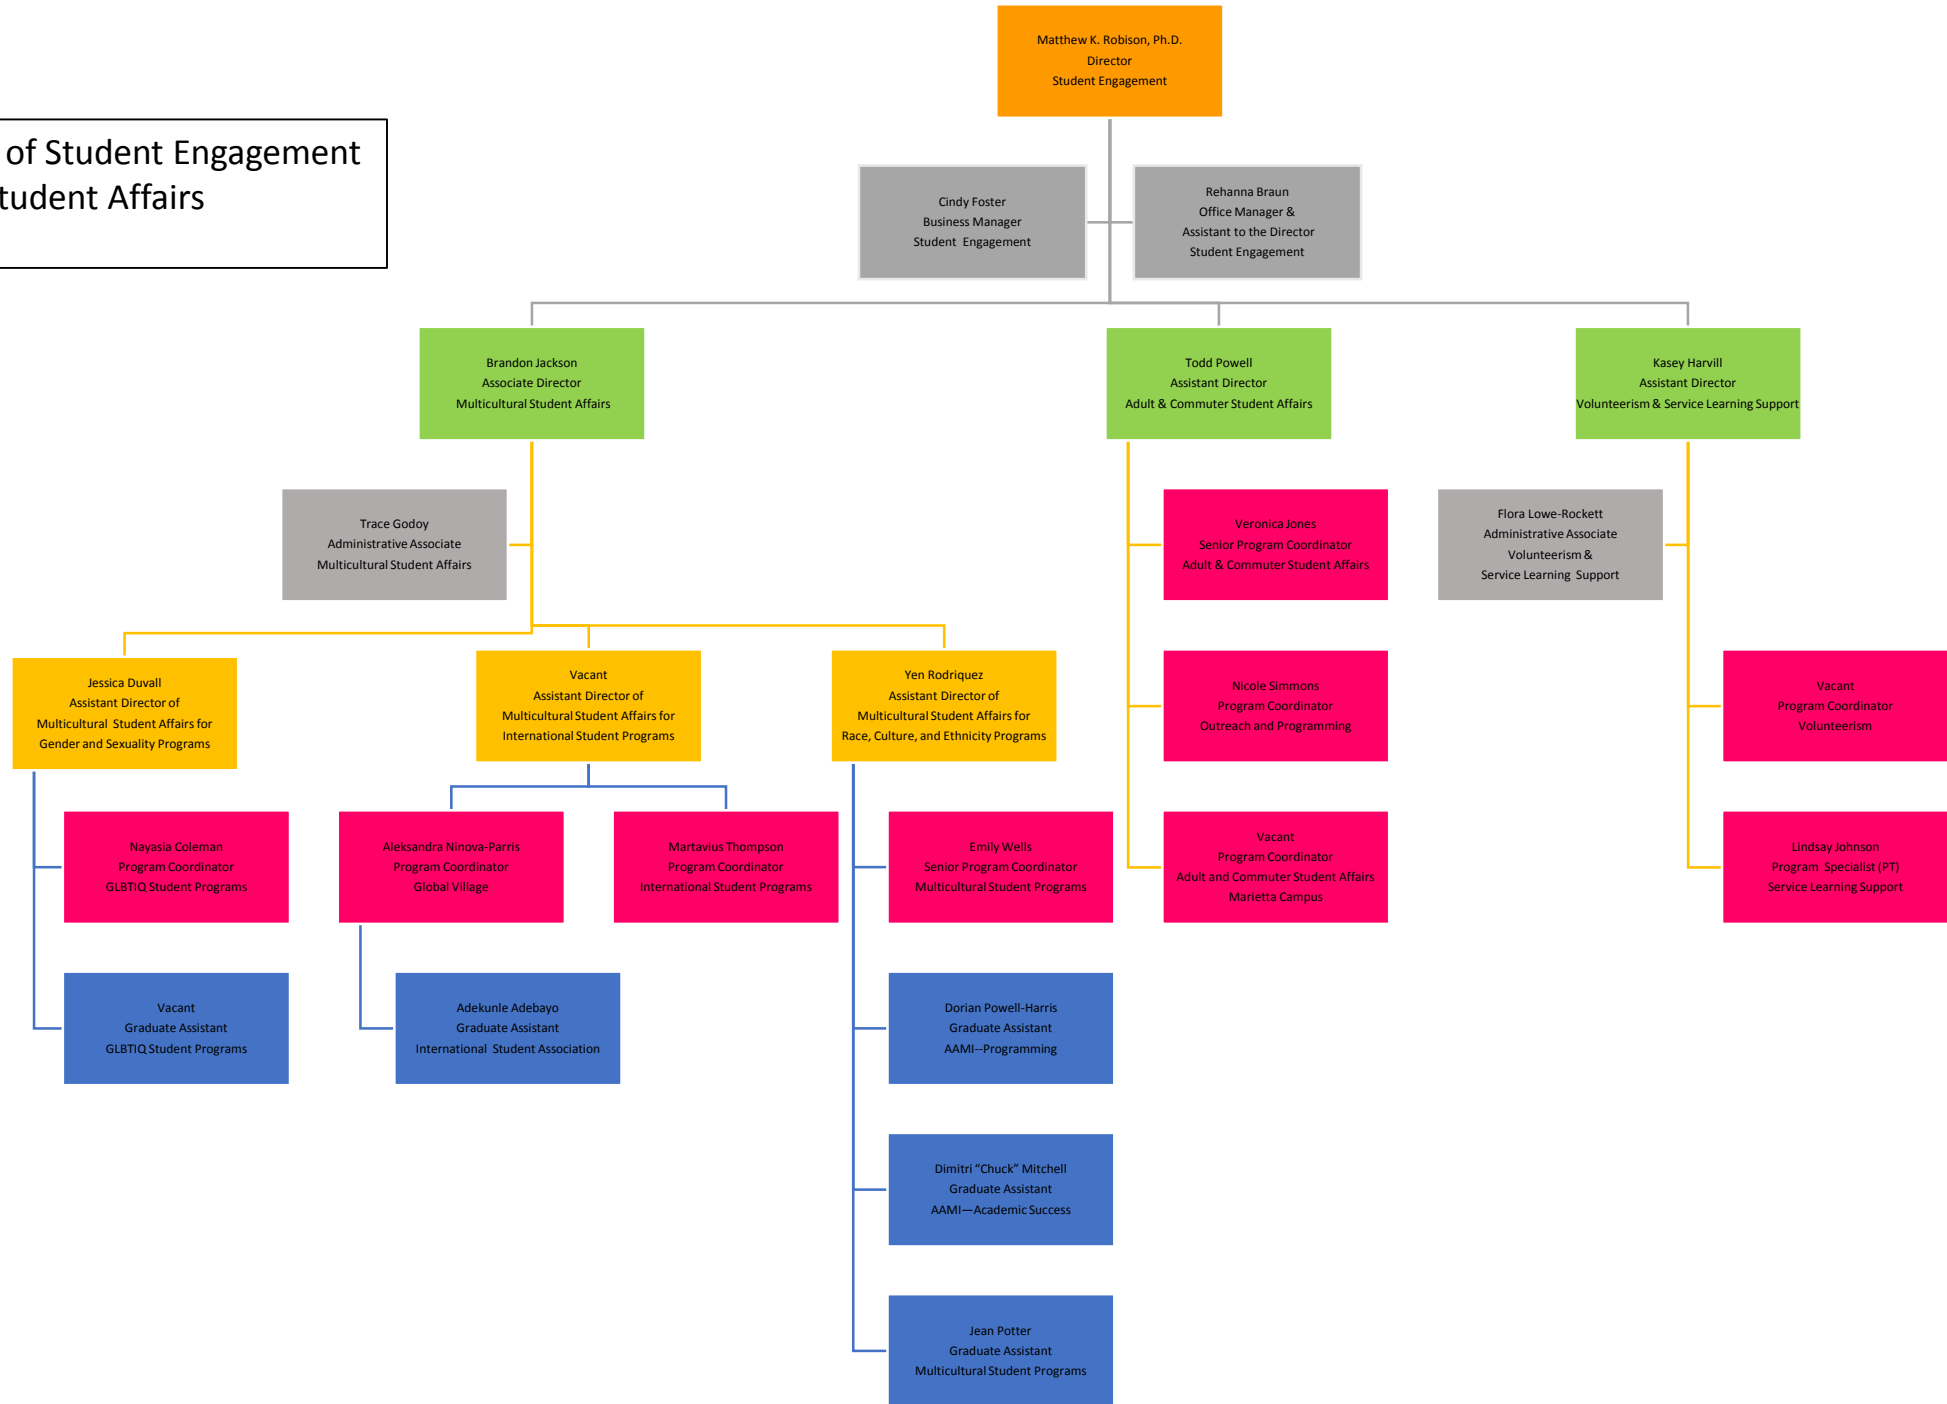 Matthew K. Robison, Ph.D.
Director
Student Engagement
of Student Engagement
tudent Affairs
Cindy Foster
Business Manager
Student Engagement
Rehanna Braun
Office Manager &
Assistant to the Director
Student Engagement
Brandon Jackson
Associate Director
Multicultural Student Affairs
Todd Powell
Assistant Director
Adult & Commuter Student Affairs
Kasey Harvill
Assistant Director
Volunteerism & Service Learning Support
Trace Godoy
Administrative Associate
Multicultural Student Affairs
Veronica Jones
Senior Program Coordinator
Adult & Commuter Student Affairs
Flora Lowe-Rockett
Administrative Associate
Volunteerism &
Service Learning Support
Jessica Duvall
Assistant Director of
Multicultural Student Affairs for
Gender and Sexuality Programs
Vacant
Assistant Director of
Multicultural Student Affairs for
International Student Programs
Yen Rodriquez
Assistant Director of
Multicultural Student Affairs for
Race, Culture, and Ethnicity Programs
Nicole Simmons
Program Coordinator
Outreach and Programming
Vacant
Program Coordinator
Volunteerism
Nayasia Coleman
Program Coordinator
GLBTIQ Student Programs
Aleksandra Ninova-Parris
Program Coordinator
Global Village
Martavius Thompson
Program Coordinator
International Student Programs
Emily Wells
Senior Program Coordinator
Multicultural Student Programs
Vacant
Program Coordinator
Adult and Commuter Student Affairs
Marietta Campus
Lindsay Johnson
Program Specialist (PT)
Service Learning Support
Vacant
Graduate Assistant
GLBTIQ Student Programs
Adekunle Adebayo
Graduate Assistant
International Student Association
Dorian Powell-Harris
Graduate Assistant
AAMI--Programming
Dimitri “Chuck” Mitchell
Graduate Assistant
AAMI—Academic Success
Jean Potter
Graduate Assistant
Multicultural Student Programs